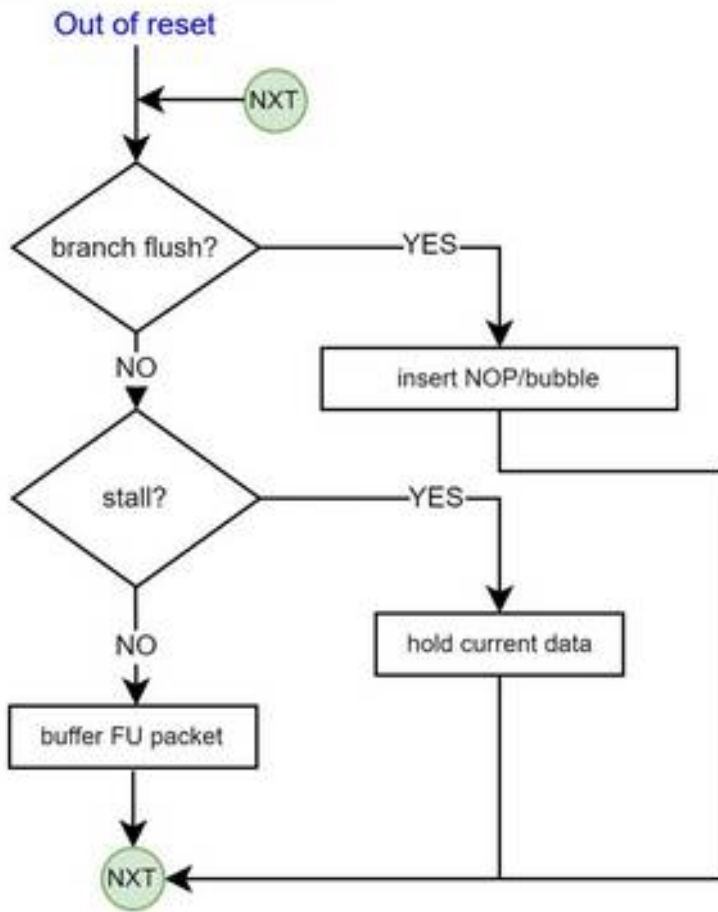 Out of reset
NXT
branch flush?
YES
NO
insert NOP/bubble
stall?
YES
NO
hold current data
buffer FU packet
NXT